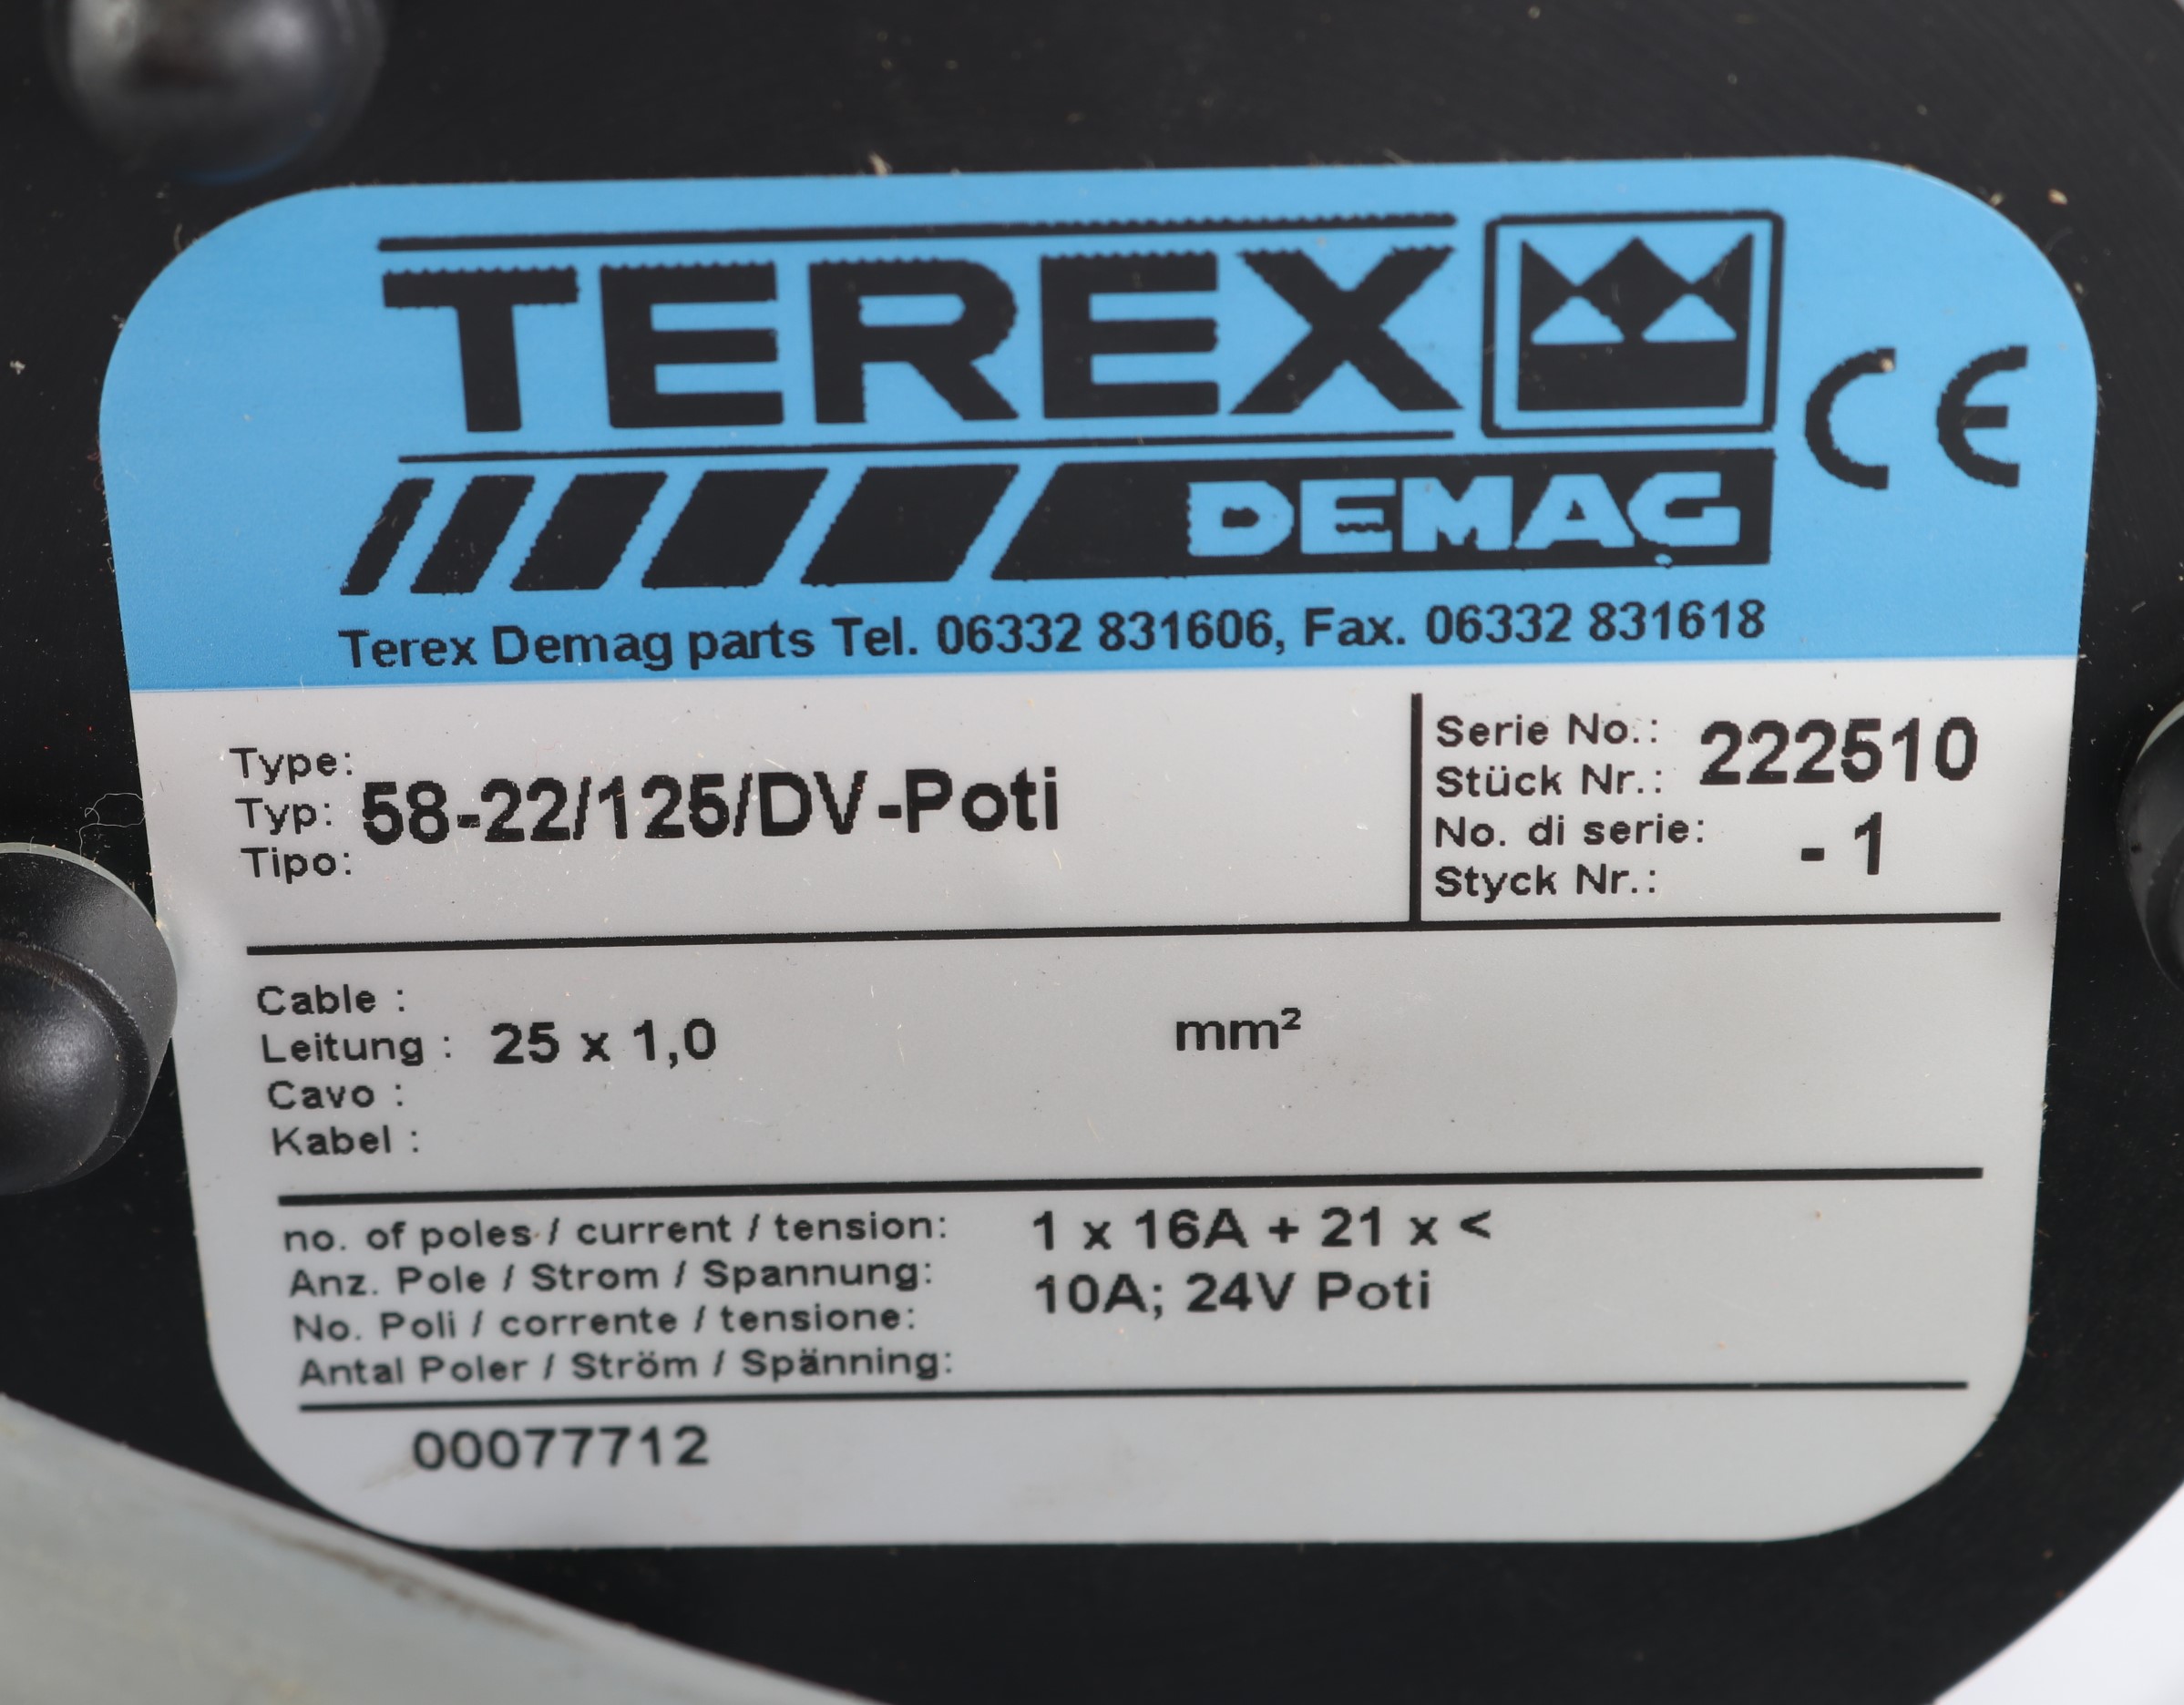 TEREX
DEMAG
CE
Terex Demag parts Tel. 06332 831606, Fax. 06332 831618
Type:
Typ: 58-22/125/DV-Poti
Tipo:
Serie No.: 222510
Stück Nr.:
No. di serie: - 1
Styck Nr.:
Cable :
Leitung : 25 x 1,0 mm²
Cavo :
Kabel :
no. of poles / current / tension: 1 x 16A + 21 x <
Anz. Pole / Strom / Spannung: 10A; 24V Poti
No. Poli / corrente / tensione:
Antal Poler / Ström / Spänning:
00077712